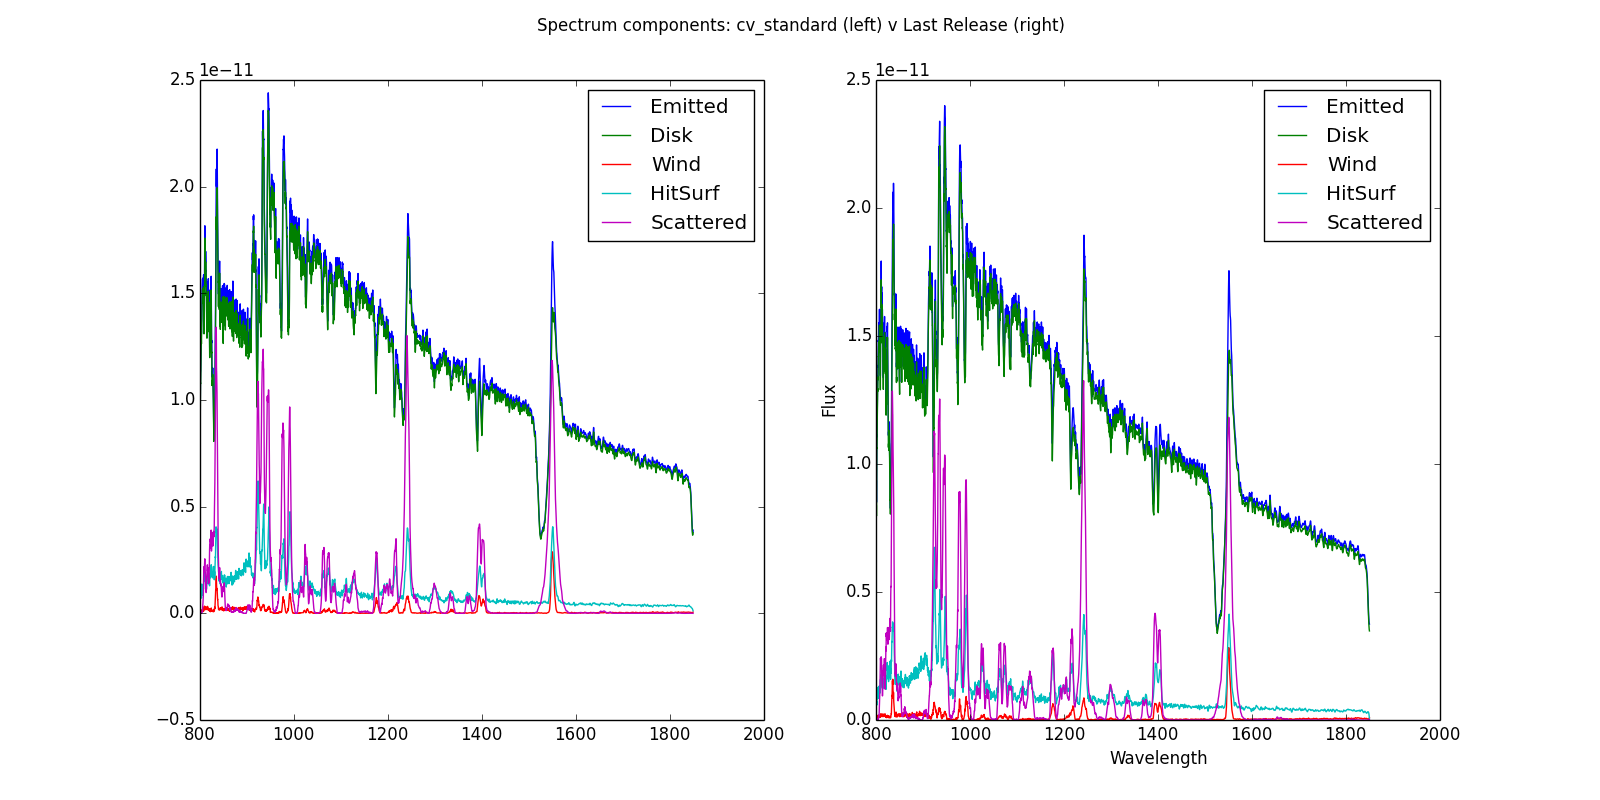 Spectrum components: cv_standard (left) v Last Release (right)
1e−11
2.5
2.0
1.5
1.0
0.5
0.0
−0.5
800
1000
1200
1400
1600
1800
2000
Emitted
Disk
Wind
HitSurf
Scattered
1e−11
2.5
2.0
1.5
1.0
0.5
0.0
Flux
800
1000
1200
1400
1600
1800
2000
Wavelength
Emitted
Disk
Wind
HitSurf
Scattered